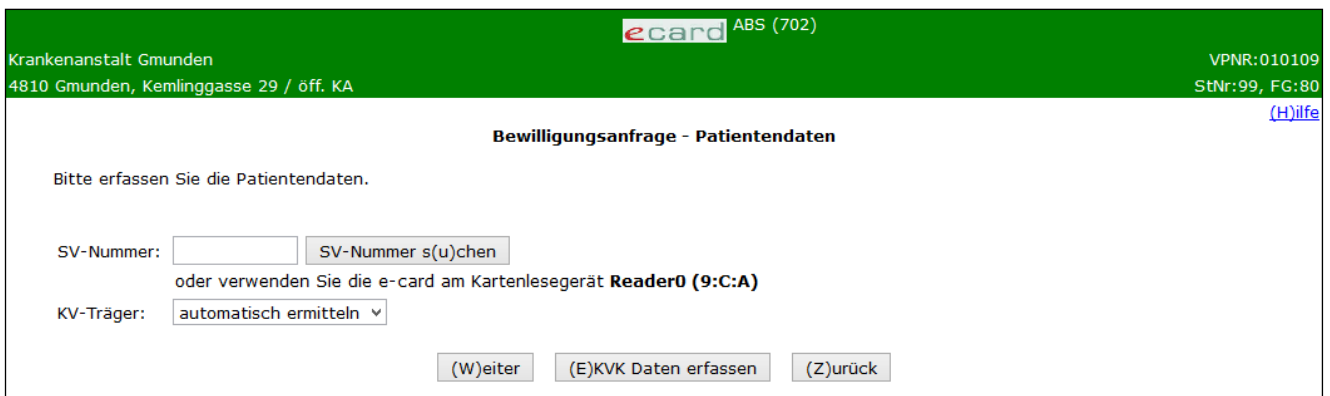 ecard ABS (702)
Krankenanstalt Gmunden VPNR:010109
4810 Gmunden, Kemlinggasse 29 / öff. KA StNr:99, FG:80
(H)ilfe
Bewilligungsanfrage - Patientendaten
Bitte erfassen Sie die Patientendaten.
SV-Nummer: SV-Nummer s(u)chen
oder verwenden Sie die e-card am Kartenlesegerät Reader0 (9:C:A)
KV-Träger: automatisch ermitteln
(W)eiter (E)KVK Daten erfassen (Z)urück